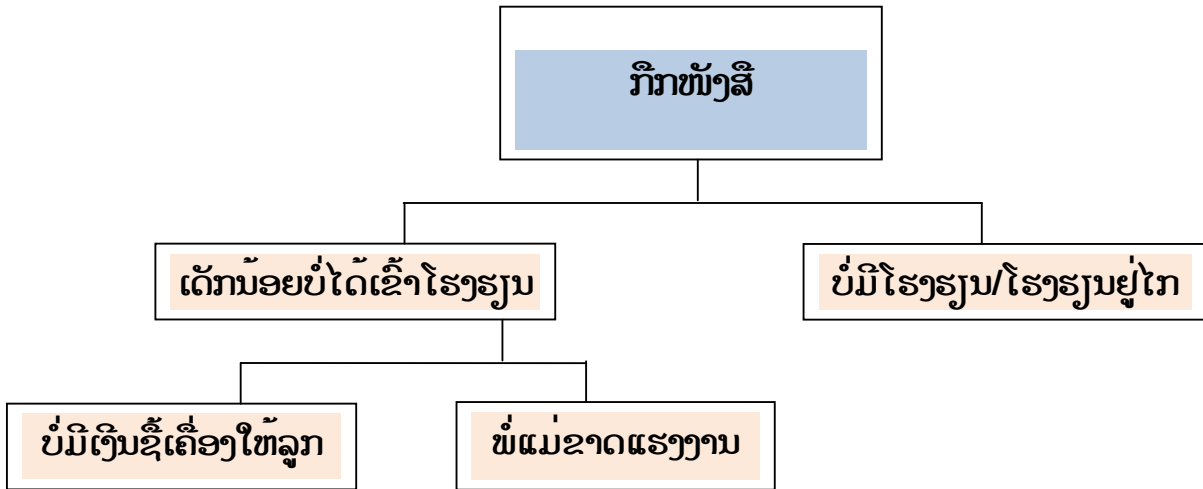 ກືກໜັງສື
ເດັກນ້ອຍບໍ່ໄດ້ເຂົ້າໂຮງຮຽນ
ບໍ່ມີໂຮງຮຽນ/ໂຮງຮຽນຢູ່ໄກ
ບໍ່ມີເງີນຊື້ເຄື່ອງໃຫ້ລູກ
ພໍ່ແມ່ຂາດແຮງງານ